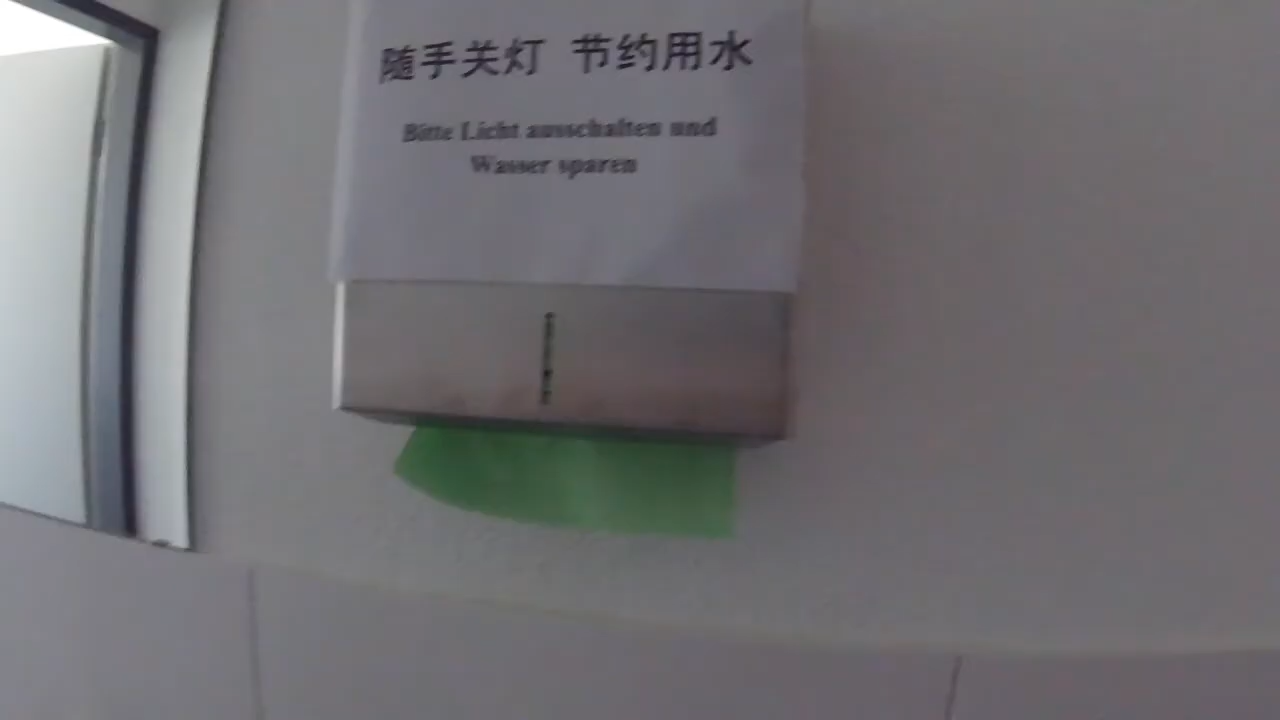 随手关灯 节约用水
Bitte Licht ausschalten und
Wasser sparen